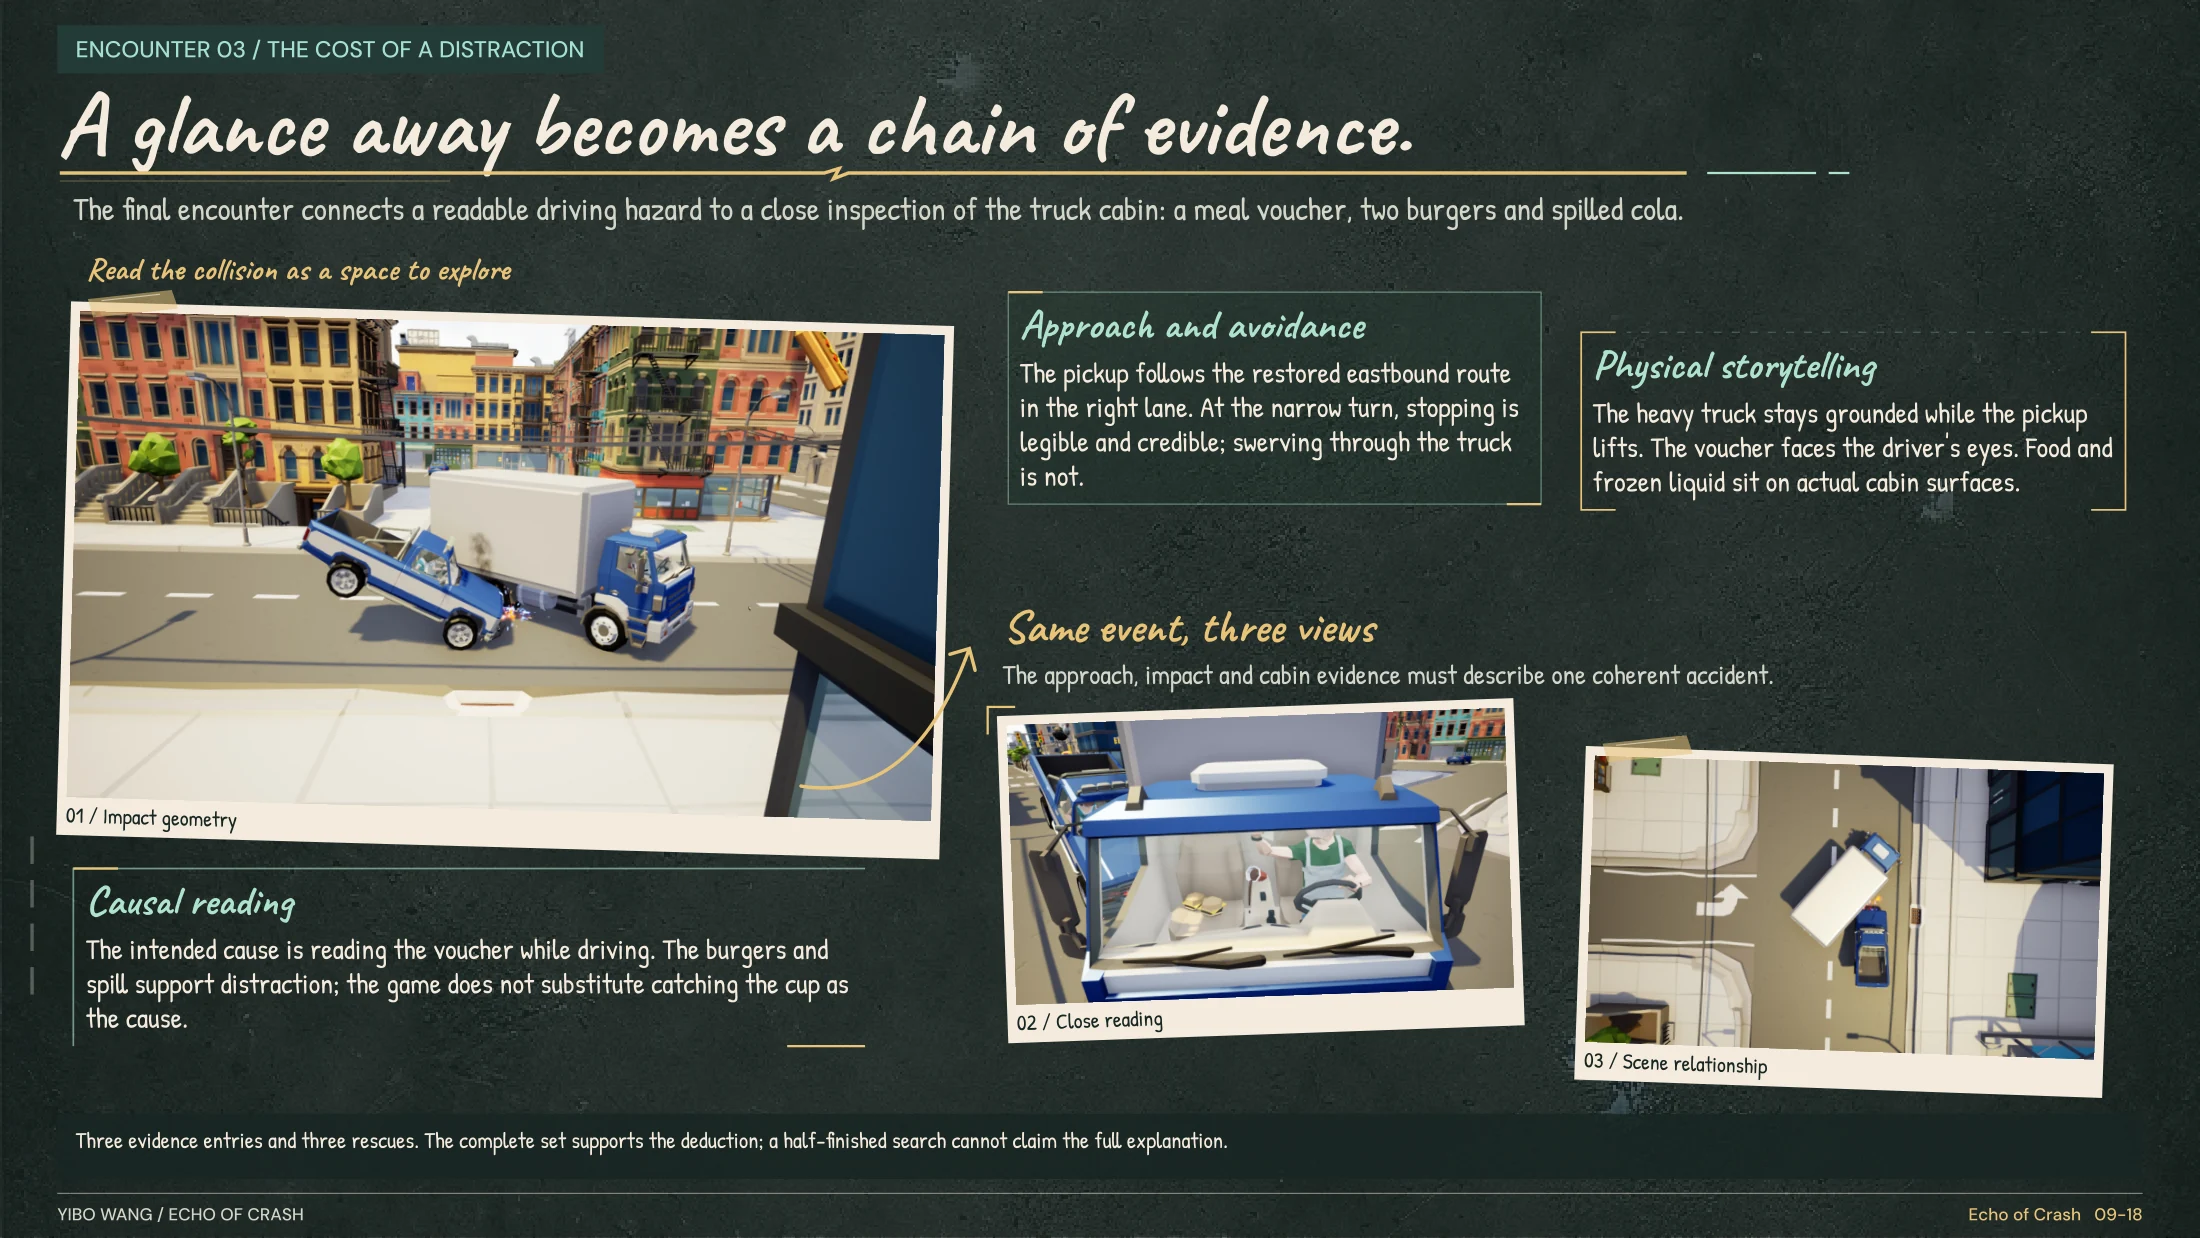 ENCOUNTER 03 / THE COST OF A DISTRACTION
A glance away becomes a chain of evidence.
The final encounter connects a readable driving hazard to a close inspection of the truck cabin: a meal voucher, two burgers and spilled cola.
Read the collision as a space to explore
01 / Impact geometry
Causal reading
The intended cause is reading the voucher while driving. The burgers and
spill support distraction; the game does not substitute catching the cup as
the cause.
Approach and avoidance
The pickup follows the restored eastbound route
in the right lane. At the narrow turn, stopping is
legible and credible; swerving through the truck
is not.
Physical storytelling
The heavy truck stays grounded while the pickup
lifts. The voucher faces the driver's eyes. Food and
frozen liquid sit on actual cabin surfaces.
Same event, three views
The approach, impact and cabin evidence must describe one coherent accident.
02 / Close reading
03 / Scene relationship
Three evidence entries and three rescues. The complete set supports the deduction; a half-finished search cannot claim the full explanation.
YIBO WANG / ECHO OF CRASH
Echo of Crash 09-18